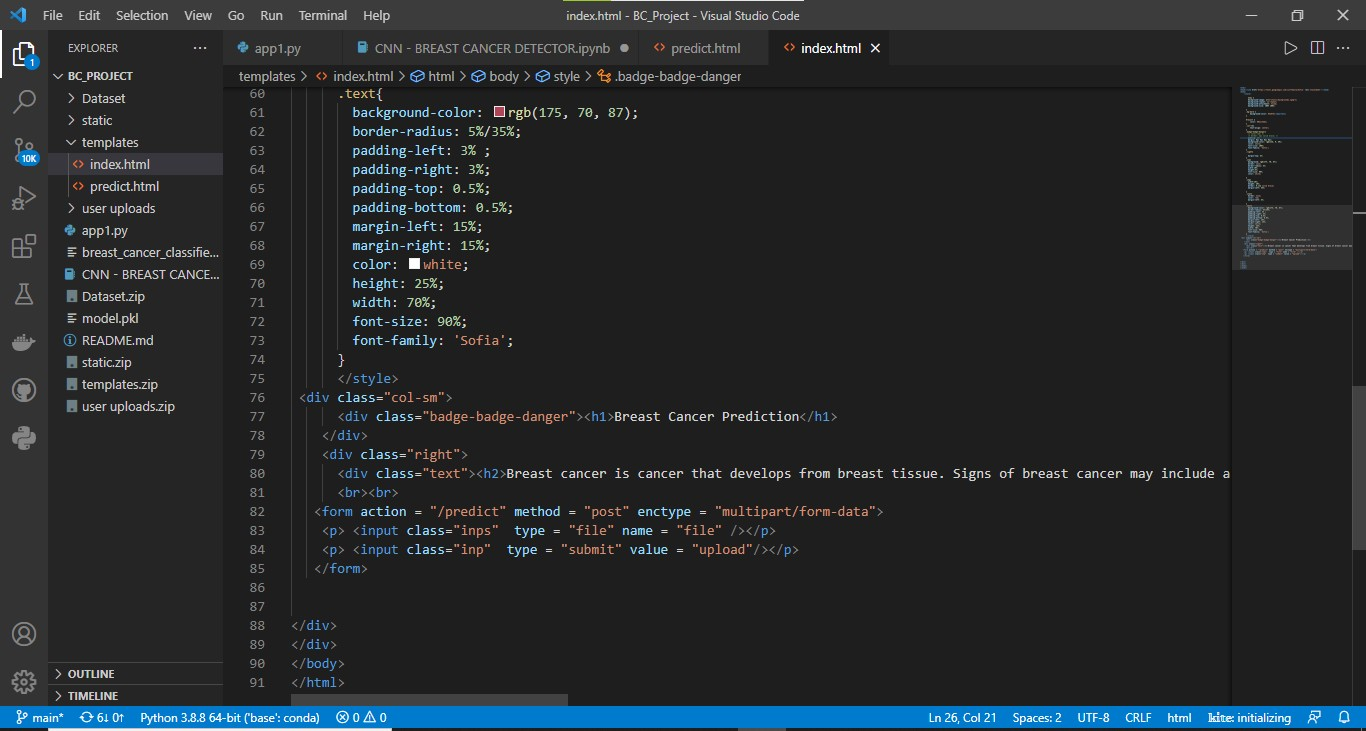 File Edit Selection View Go Run Terminal Help
index.html - BC_Project - Visual Studio Code
EXPLORER
BC_PROJECT
Dataset
static
templates
index.html
predict.html
user uploads
app1.py
breast_cancer_classifie...
CNN - BREAST CANCE...
Dataset.zip
model.pkl
README.md
static.zip
templates.zip
user uploads.zip
OUTLINE
TIMELINE
1
10K
app1.py CNN - BREAST CANCER DETECTOR.ipynb predict.html index.html
templates > index.html > html > body > style > .badge-badge-danger
60 .text{
61 background-color: rgb(175, 70, 87);
62 border-radius: 5%/35%;
63 padding-left: 3% ;
64 padding-right: 3%;
65 padding-top: 0.5%;
66 padding-bottom: 0.5%;
67 margin-left: 15%;
68 margin-right: 15%;
69 color: white;
70 height: 25%;
71 width: 70%;
72 font-size: 90%;
73 font-family: 'Sofia';
74 }
75 </style>
76 <div class="col-sm">
77 <div class="badge-badge-danger"><h1>Breast Cancer Prediction</h1>
78 </div>
79 <div class="right">
80 <div class="text"><h2>Breast cancer is cancer that develops from breast tissue. Signs of breast cancer may include a
81 <br><br>
82 <form action = "/predict" method = "post" enctype = "multipart/form-data">
83 <p> <input class="inps"  type = "file" name = "file" /></p>
84 <p> <input class="inp"  type = "submit" value = "upload"/></p>
85 </form>
86
87
88 </div>
89 </div>
90 </body>
91 </html>
main* 6↓ 0↑ Python 3.8.8 64-bit ('base': conda) 0 0 Ln 26, Col 21 Spaces: 2 UTF-8 CRLF html kite: initializing